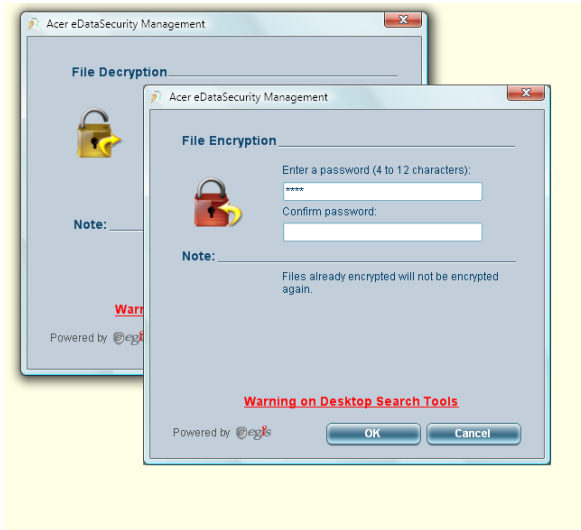 Acer eDataSecurity Management
File Decryption
Note:
Powered by egis
Acer eDataSecurity Management
File Encryption
Enter a password (4 to 12 characters):
****
Confirm password:
Note:
Files already encrypted will not be encrypted
again.
Warning on Desktop Search Tools
Powered by egis
OK
Cancel